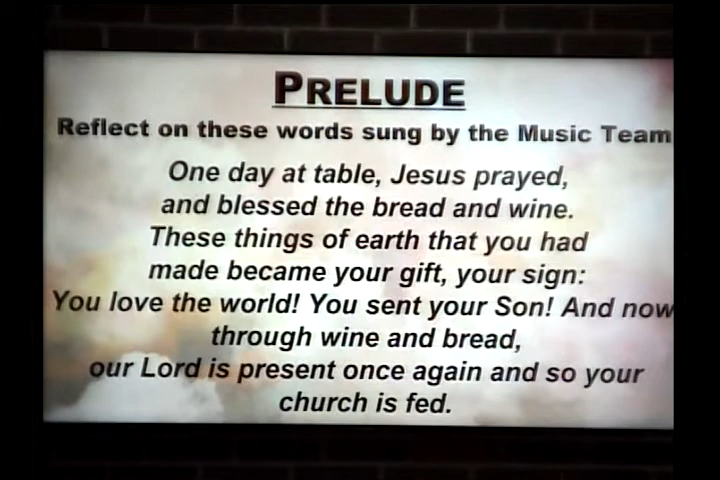 PRELUDE
Reflect on these words sung by the Music Team
One day at table, Jesus prayed,
and blessed the bread and wine.
These things of earth that you had
made became your gift, your sign:
You love the world! You sent your Son! And now
through wine and bread,
our Lord is present once again and so your
church is fed.